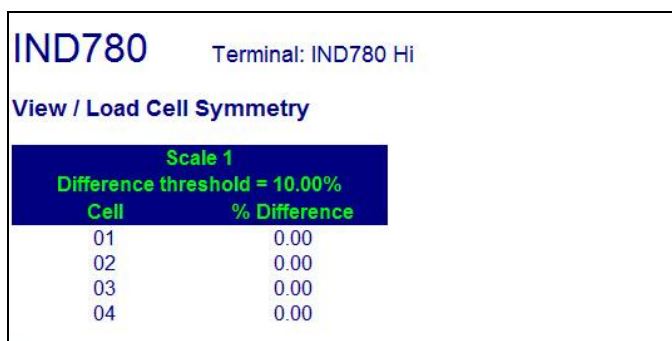 IND780 Terminal: IND780 Hi
View / Load Cell Symmetry
Scale 1
Difference threshold = 10.00%
Cell % Difference
01 0.00
02 0.00
03 0.00
04 0.00